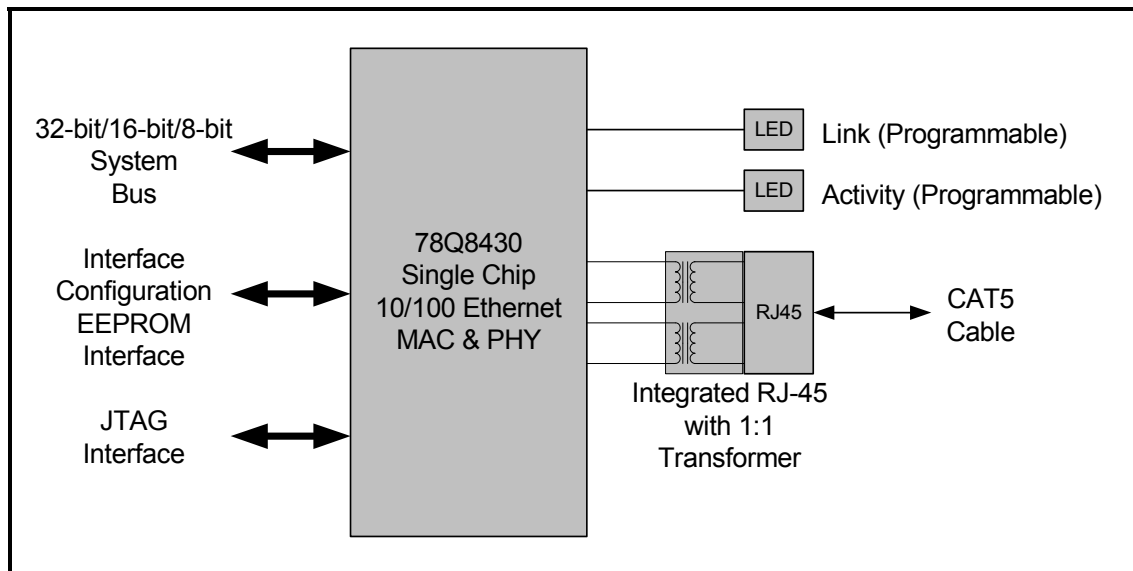 32-bit/16-bit/8-bit
System
Bus
Interface
Configuration
EEPROM
Interface
JTAG
Interface
78Q8430
Single Chip
10/100 Ethernet
MAC & PHY
LED
Link (Programmable)
LED
Activity (Programmable)
RJ45
CAT5
Cable
Integrated RJ-45
with 1:1
Transformer